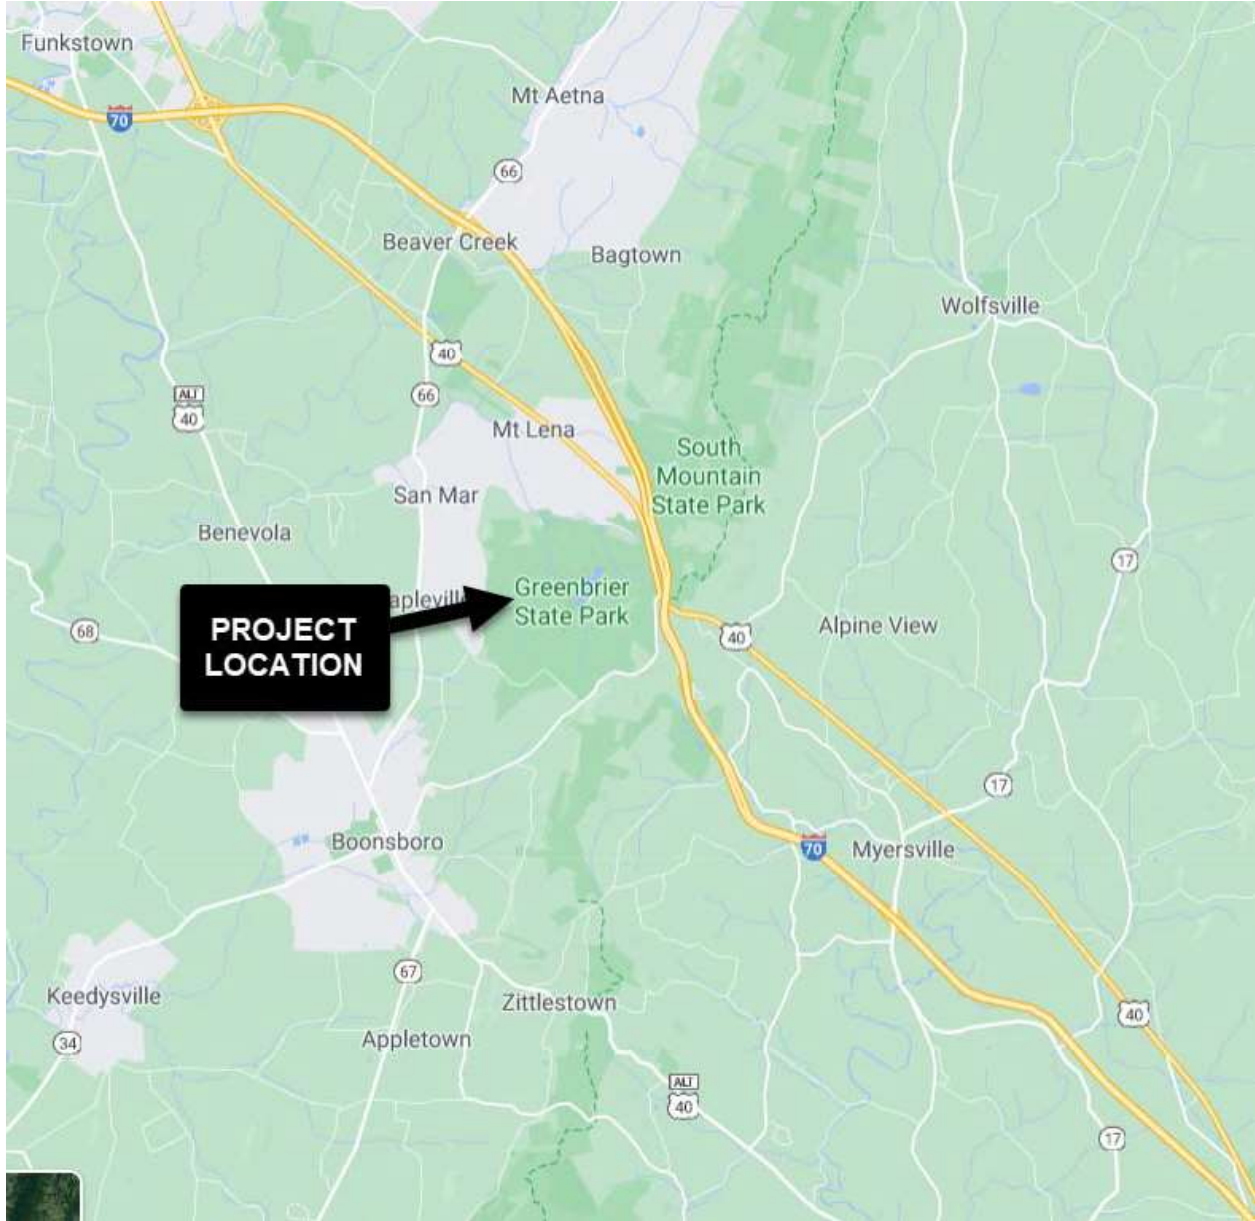 Funkstown
Mt Aetna
70
66
Beaver Creek
Bagtown
Wolfsville
40
ALT
40
66
Mt Lena
South
Mountain
State Park
San Mar
Benevola
17
Greenbrier
State Park
apleville
PROJECT
LOCATION
68
40
Alpine View
17
Boonsboro
70
Myersville
67
Keedysville
Zittlestown
40
34
Appletown
ALT
40
17